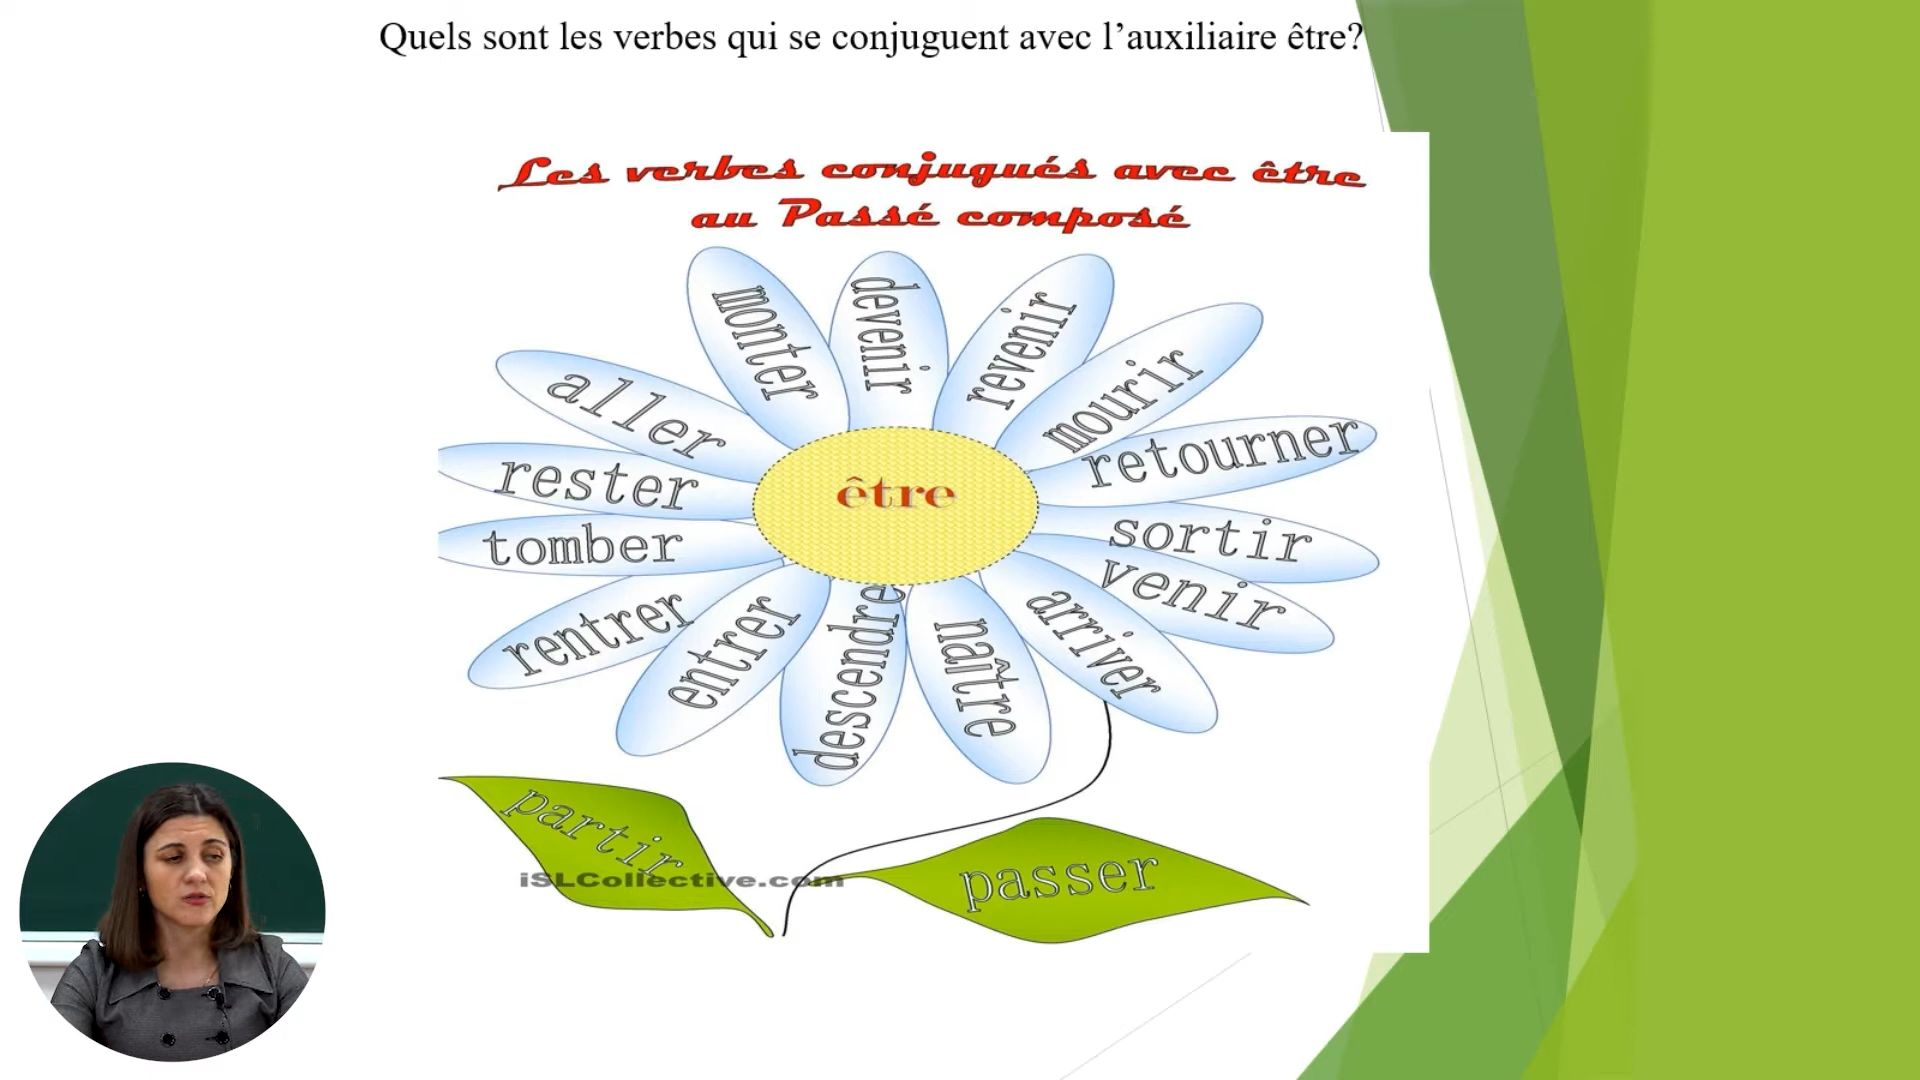 Quels sont les verbes qui se conjuguent avec l’auxiliaire être?
Les verbes conjugués avec être
au Passé composé
monter
devenir
revenir
mourir
aller
retourner
rester
être
sortir
tomber
venir
rentrer
entrer
descendre
naître
arriver
partir
passer
iSLCollective.com